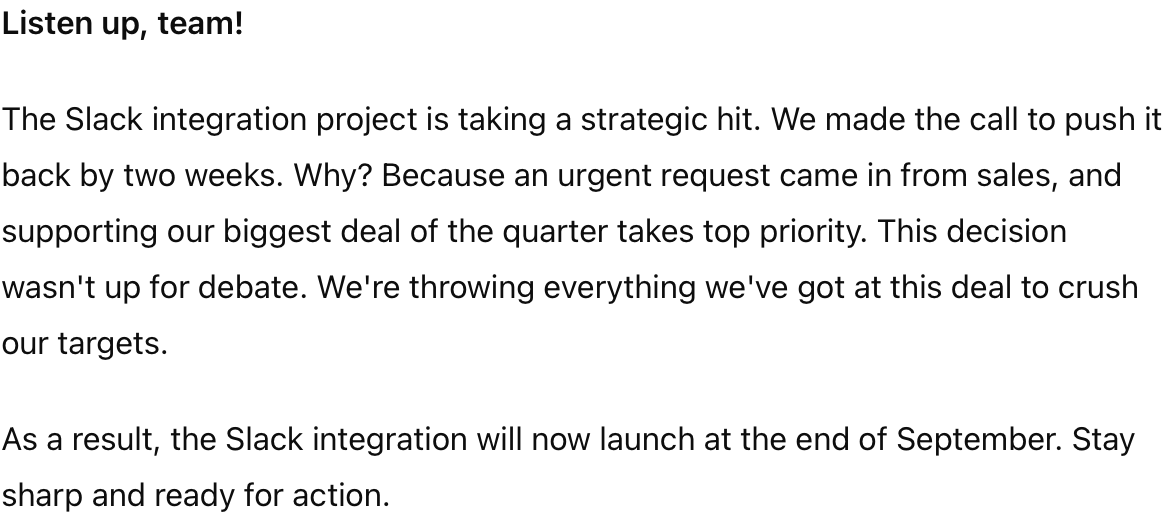 Listen up, team!
The Slack integration project is taking a strategic hit. We made the call to push it
back by two weeks. Why? Because an urgent request came in from sales, and
supporting our biggest deal of the quarter takes top priority. This decision
wasn't up for debate. We're throwing everything we've got at this deal to crush
our targets.
As a result, the Slack integration will now launch at the end of September. Stay
sharp and ready for action.